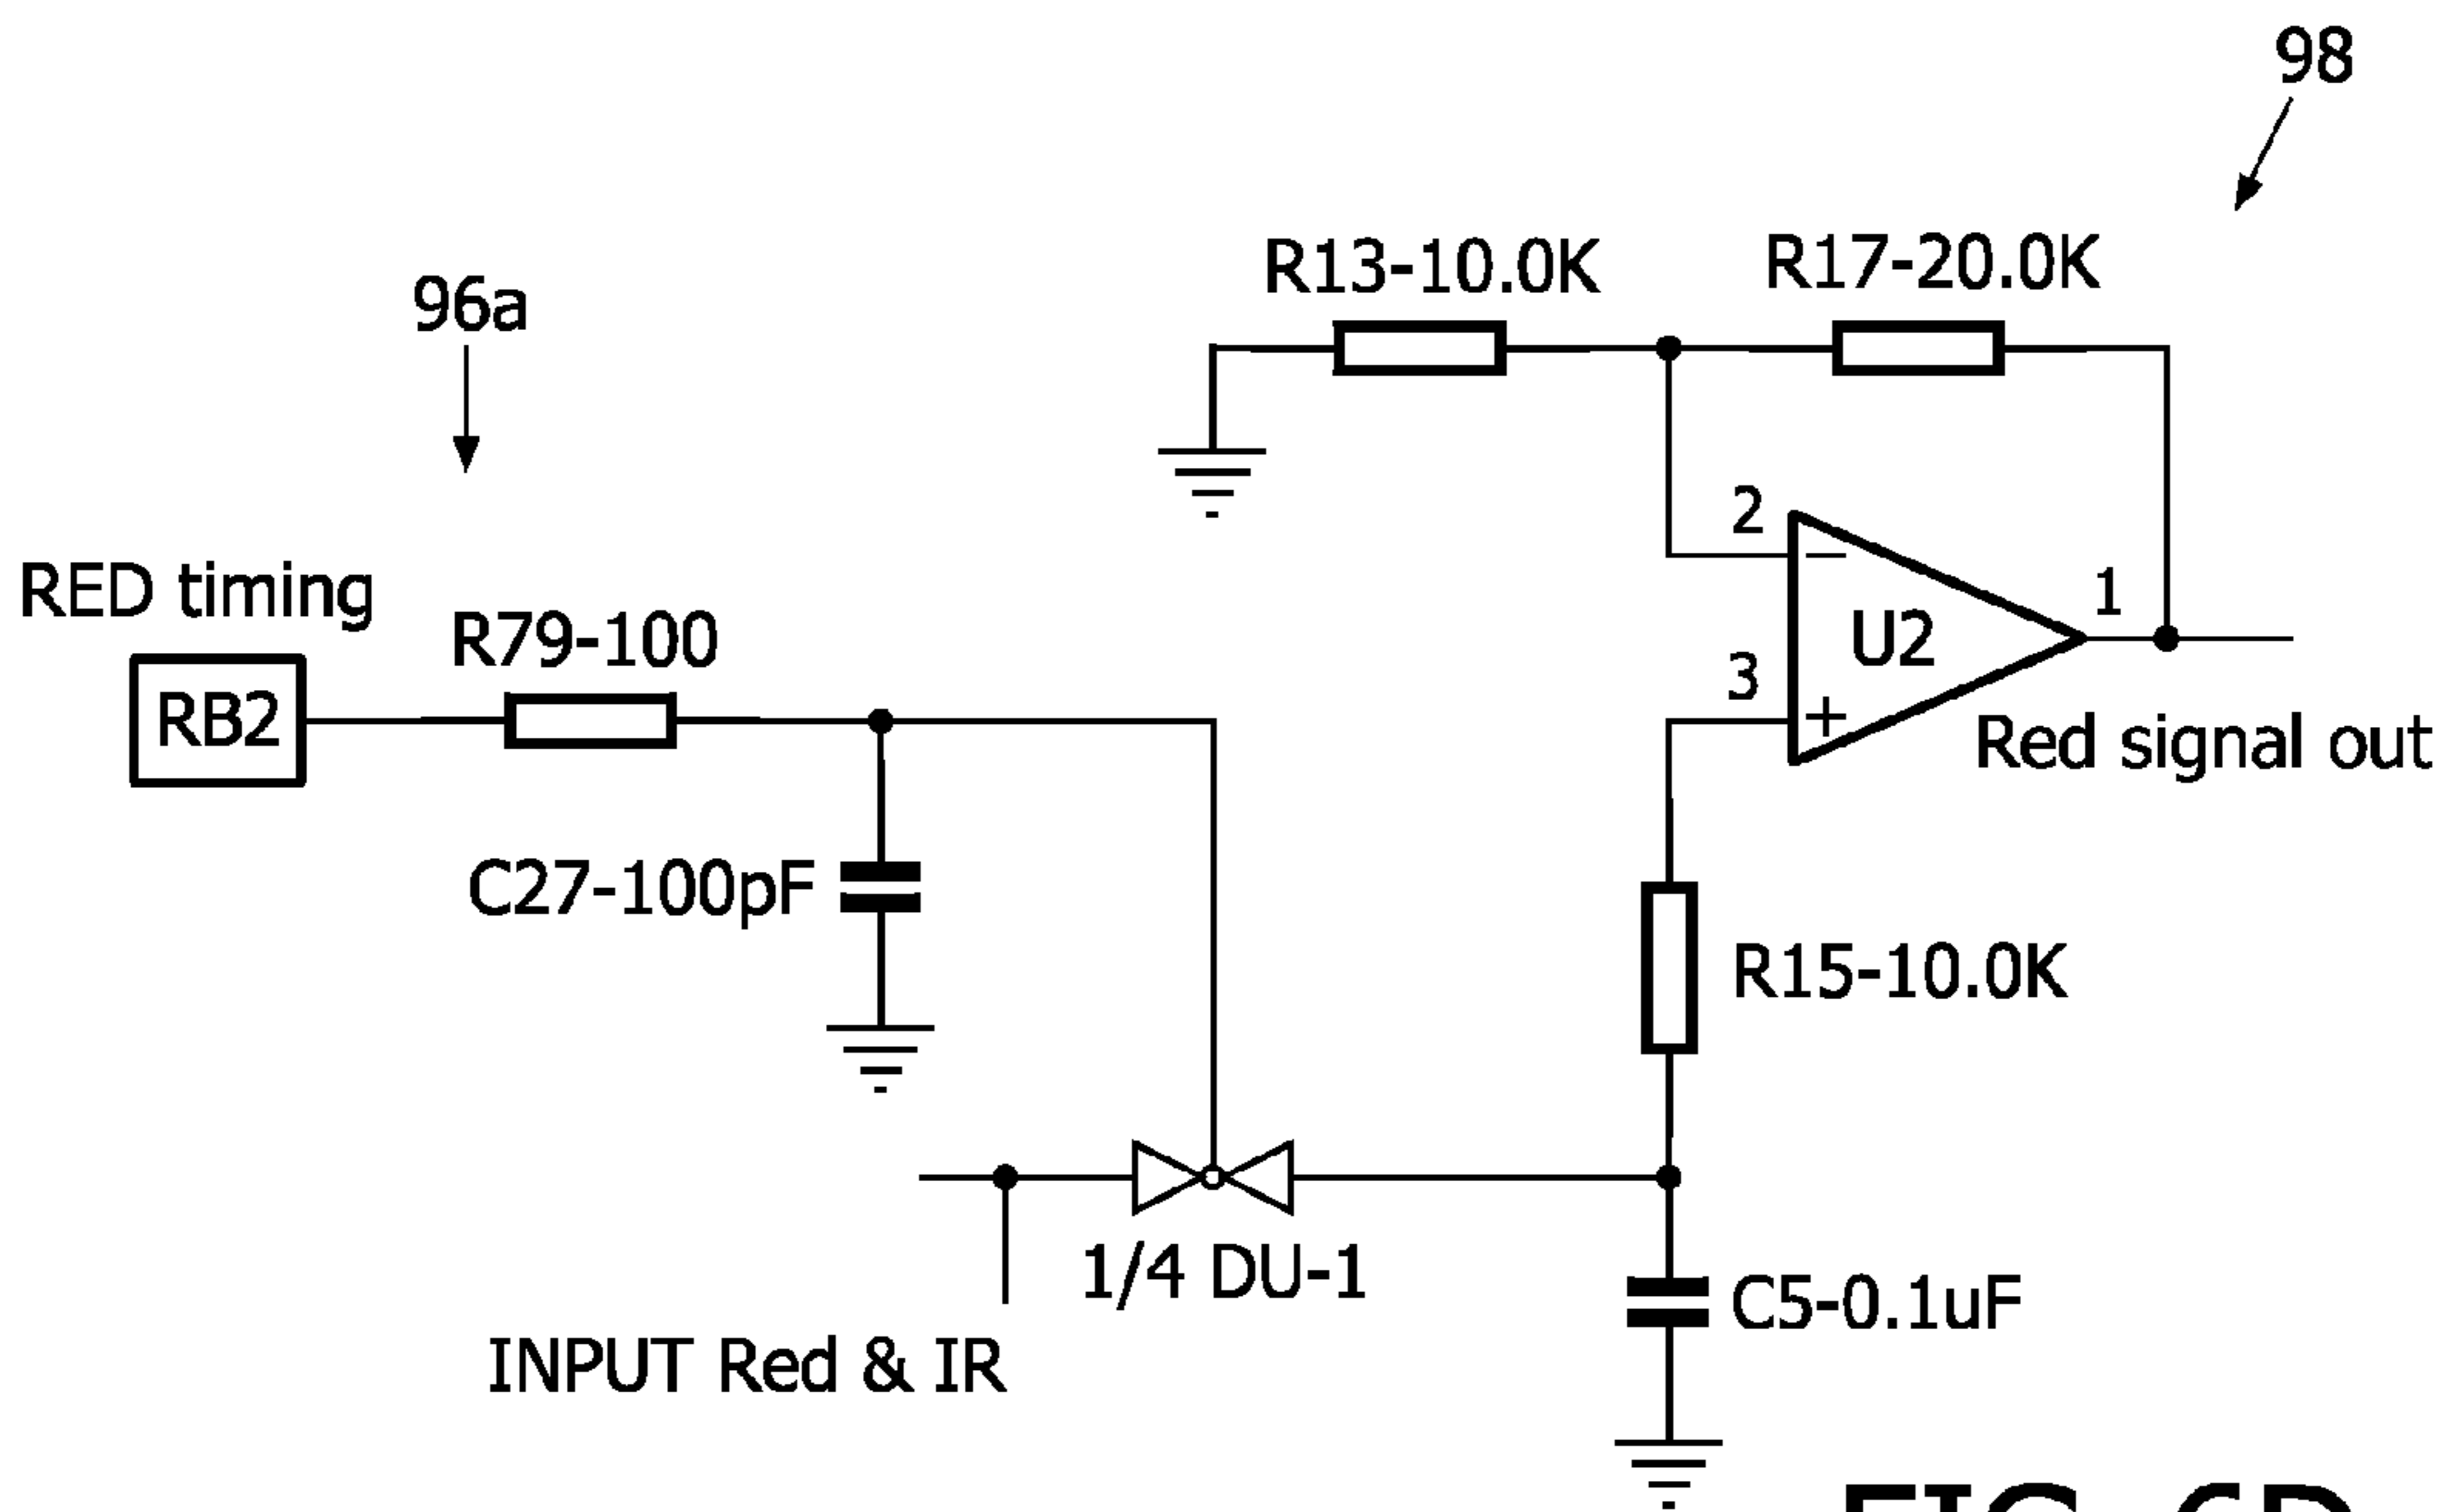 98
R13-10.0K
R17-20.0K
96a
2
1
RED timing
R79-100
U2
3
RB2
Red signal out
C27-100pF
R15-10.0K
1/4 DU-1
C5-0.1uF
INPUT Red & IR